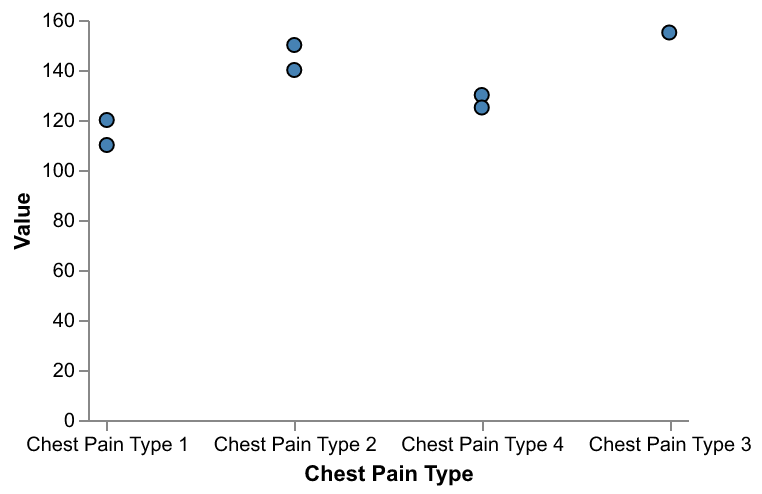 160
140
120
100
80
60
40
20
0
Value
Chest Pain Type 1
Chest Pain Type 2
Chest Pain Type 4
Chest Pain Type 3
Chest Pain Type